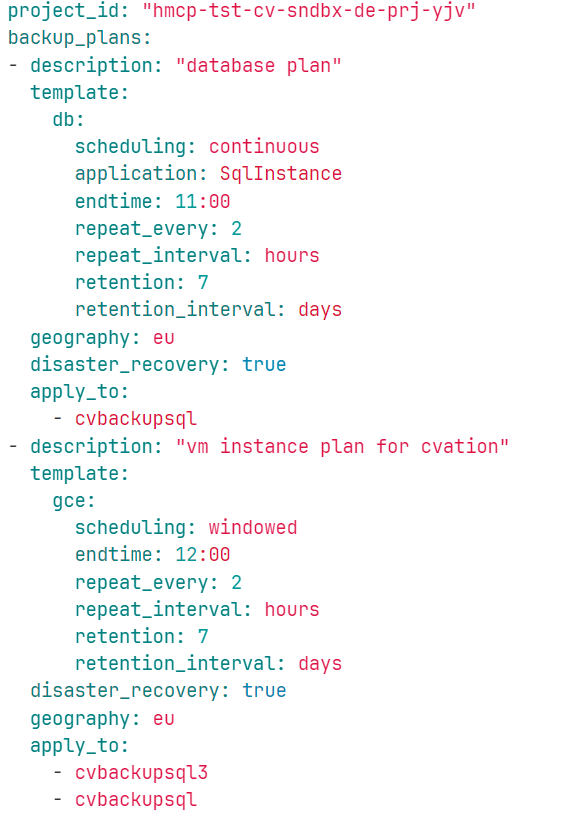 project_id: "hmcp-tst-cv-sndbx-de-prj-yjv"
backup_plans:
- description: "database plan"
  template:
    db:
      scheduling: continuous
      application: SqlInstance
      endtime: 11:00
      repeat_every: 2
      repeat_interval: hours
      retention: 7
      retention_interval: days
  geography: eu
  disaster_recovery: true
  apply_to:
    - cvbackupsql
- description: "vm instance plan for cvation"
  template:
    gce:
      scheduling: windowed
      endtime: 12:00
      repeat_every: 2
      repeat_interval: hours
      retention: 7
      retention_interval: days
  disaster_recovery: true
  geography: eu
  apply_to:
    - cvbackupsql3
    - cvbackupsql